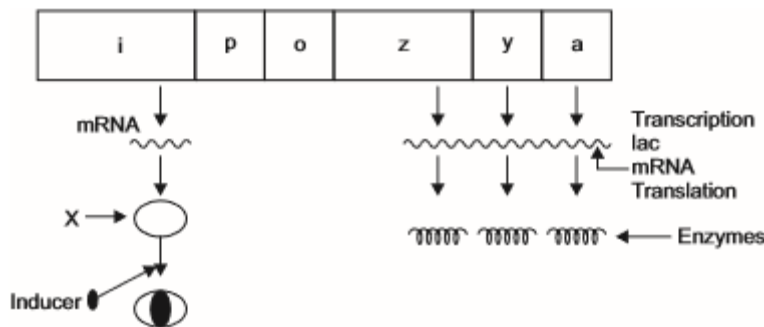 i p o z y a
mRNA
Transcription
lac
mRNA
Translation
X
Enzymes
Inducer